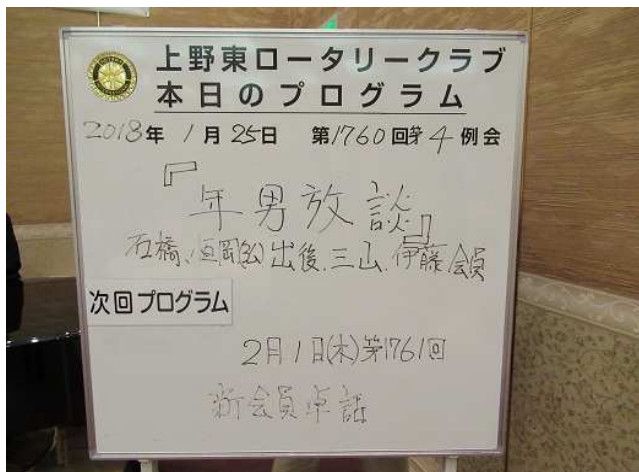 上野東ロータリークラブ
本日のプログラム
2018年 1月25日 第1760回第4例会
『年男放談』
石橋、恒岡(弘)出後、三山、伊藤会員
次回プログラム
2月1日(木)第1761回
新会員卓話